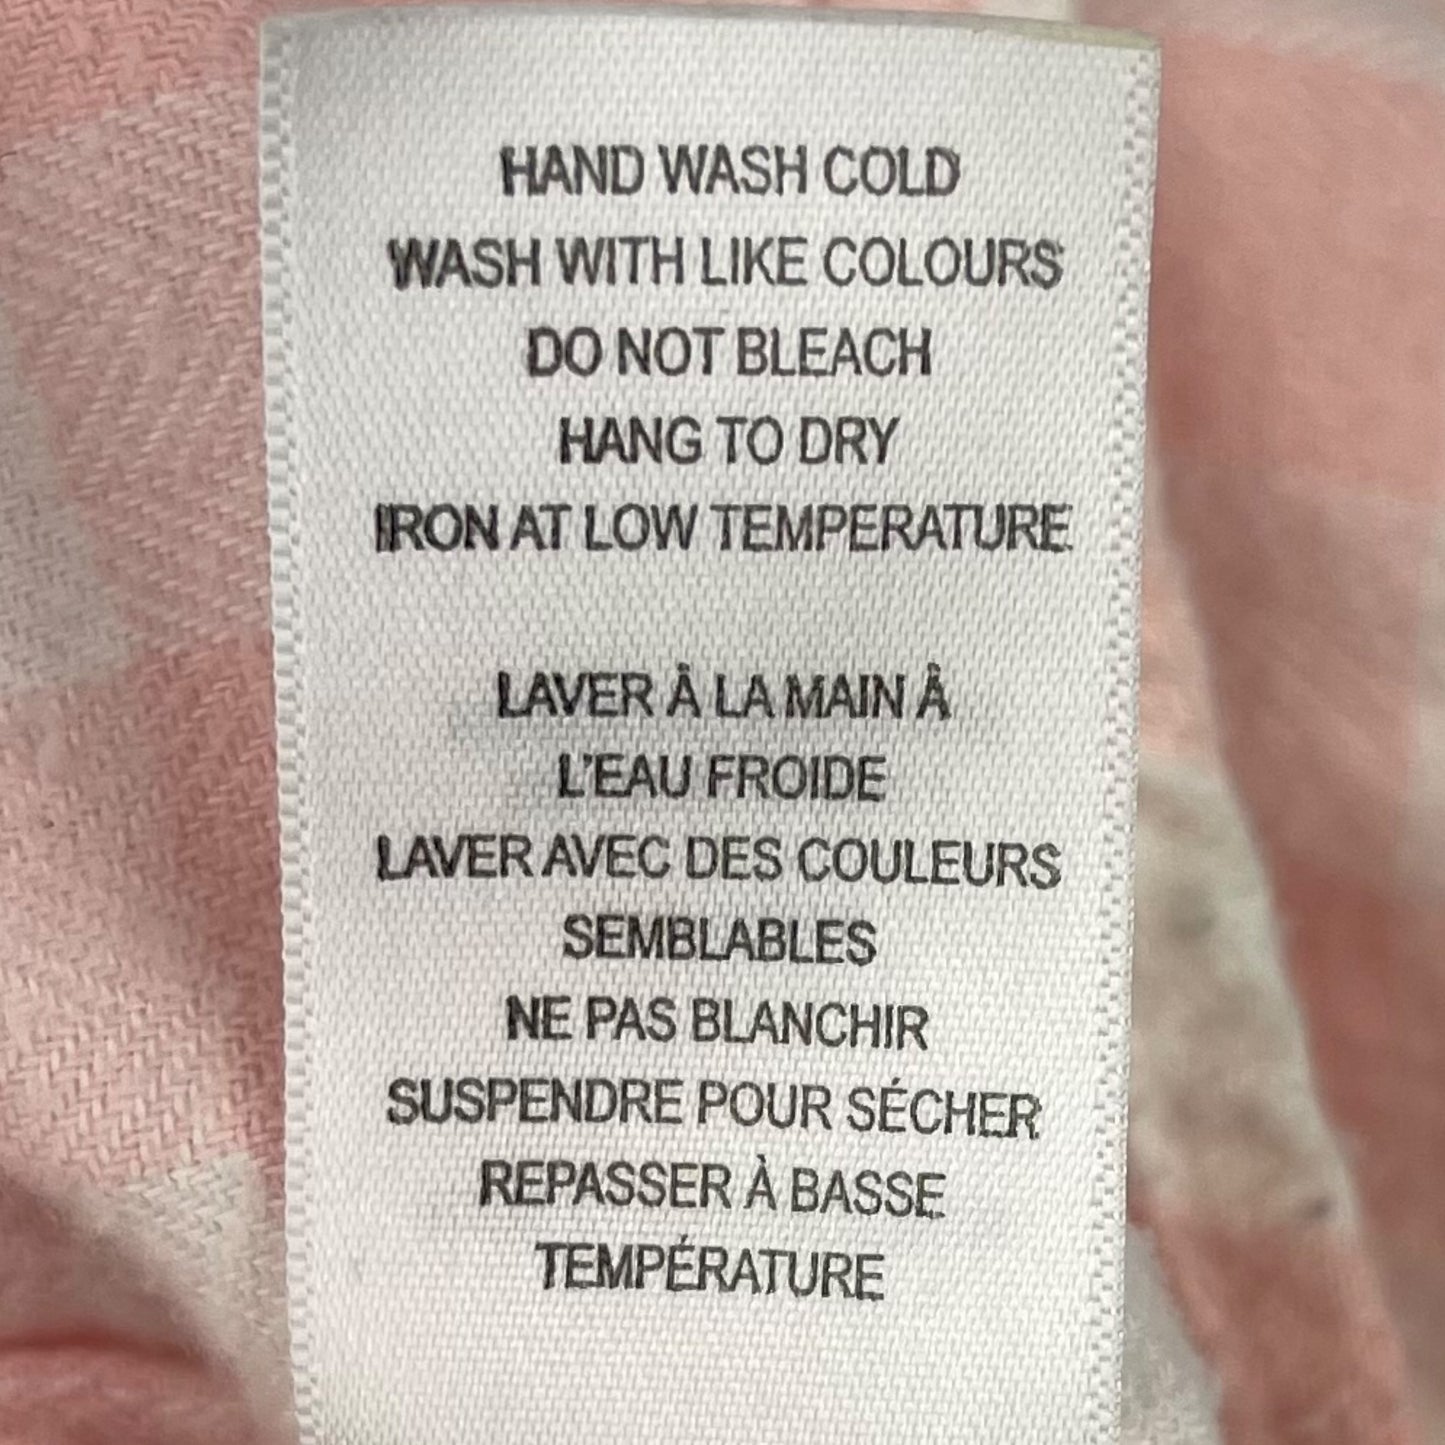 HAND WASH COLD
WASH WITH LIKE COLOURS
DO NOT BLEACH
HANG TO DRY
IRON AT LOW TEMPERATURE
LAVER À LA MAIN À
L'EAU FROIDE
LAVER AVEC DES COULEURS
SEMBLABLES
NE PAS BLANCHIR
SUSPENDRE POUR SÉCHER
REPASSER À BASSE
TEMPÉRATURE